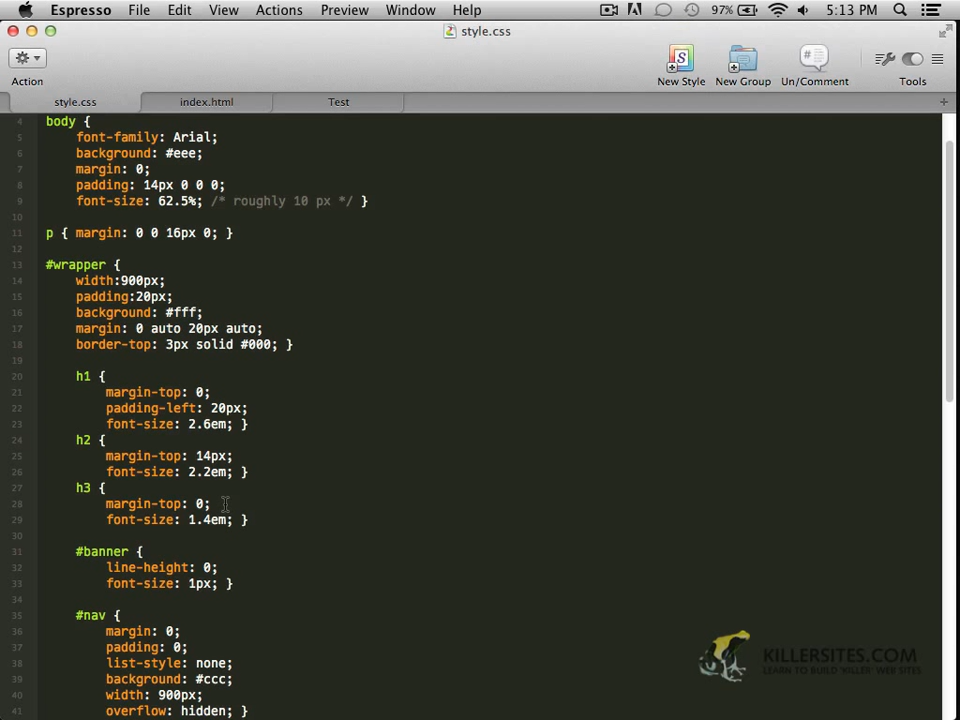 Espresso File Edit View Actions Preview Window Help 97% 5:13 PM
style.css
Action New Style New Group Un/Comment Tools
style.css index.html Test
4 body {
5 font-family: Arial;
6 background: #eee;
7 margin: 0;
8 padding: 14px 0 0 0;
9 font-size: 62.5%; /* roughly 10 px */ }
10
11 p { margin: 0 0 16px 0; }
12
13 #wrapper {
14 width:900px;
15 padding:20px;
16 background: #fff;
17 margin: 0 auto 20px auto;
18 border-top: 3px solid #000; }
19
20 h1 {
21 margin-top: 0;
22 padding-left: 20px;
23 font-size: 2.6em; }
24 h2 {
25 margin-top: 14px;
26 font-size: 2.2em; }
27 h3 {
28 margin-top: 0;
29 font-size: 1.4em; }
30
31 #banner {
32 line-height: 0;
33 font-size: 1px; }
34
35 #nav {
36 margin: 0;
37 padding: 0;
38 list-style: none;
39 background: #ccc;
40 width: 900px;
41 overflow: hidden; }
KILLERSITES.COM
LEARN TO BUILD 'KILLER' WEB SITES